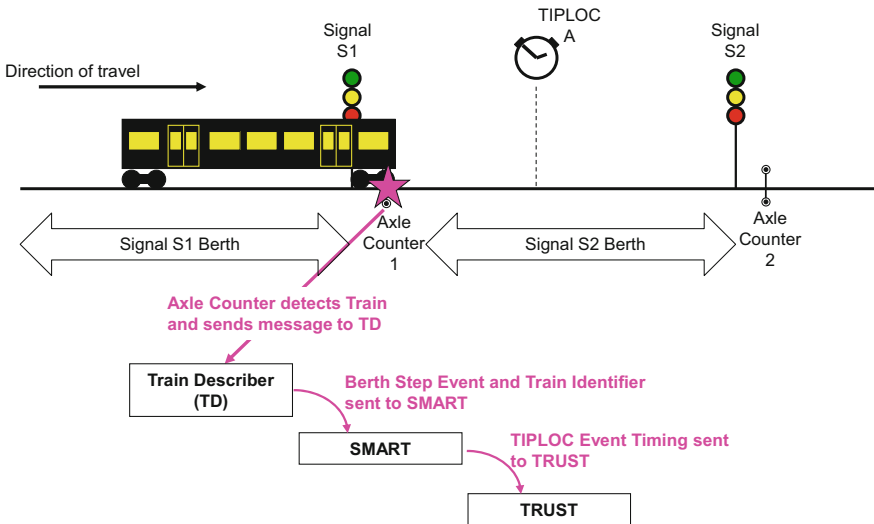 TIPLOC
A
Signal
S1
Signal
S2
Direction of travel
Axle
Counter
1
Axle
Counter
2
Signal S1 Berth
Signal S2 Berth
Axle Counter detects Train
and sends message to TD
Train Describer
(TD)
Berth Step Event and Train Identifier
sent to SMART
SMART
TIPLOC Event Timing sent
to TRUST
TRUST